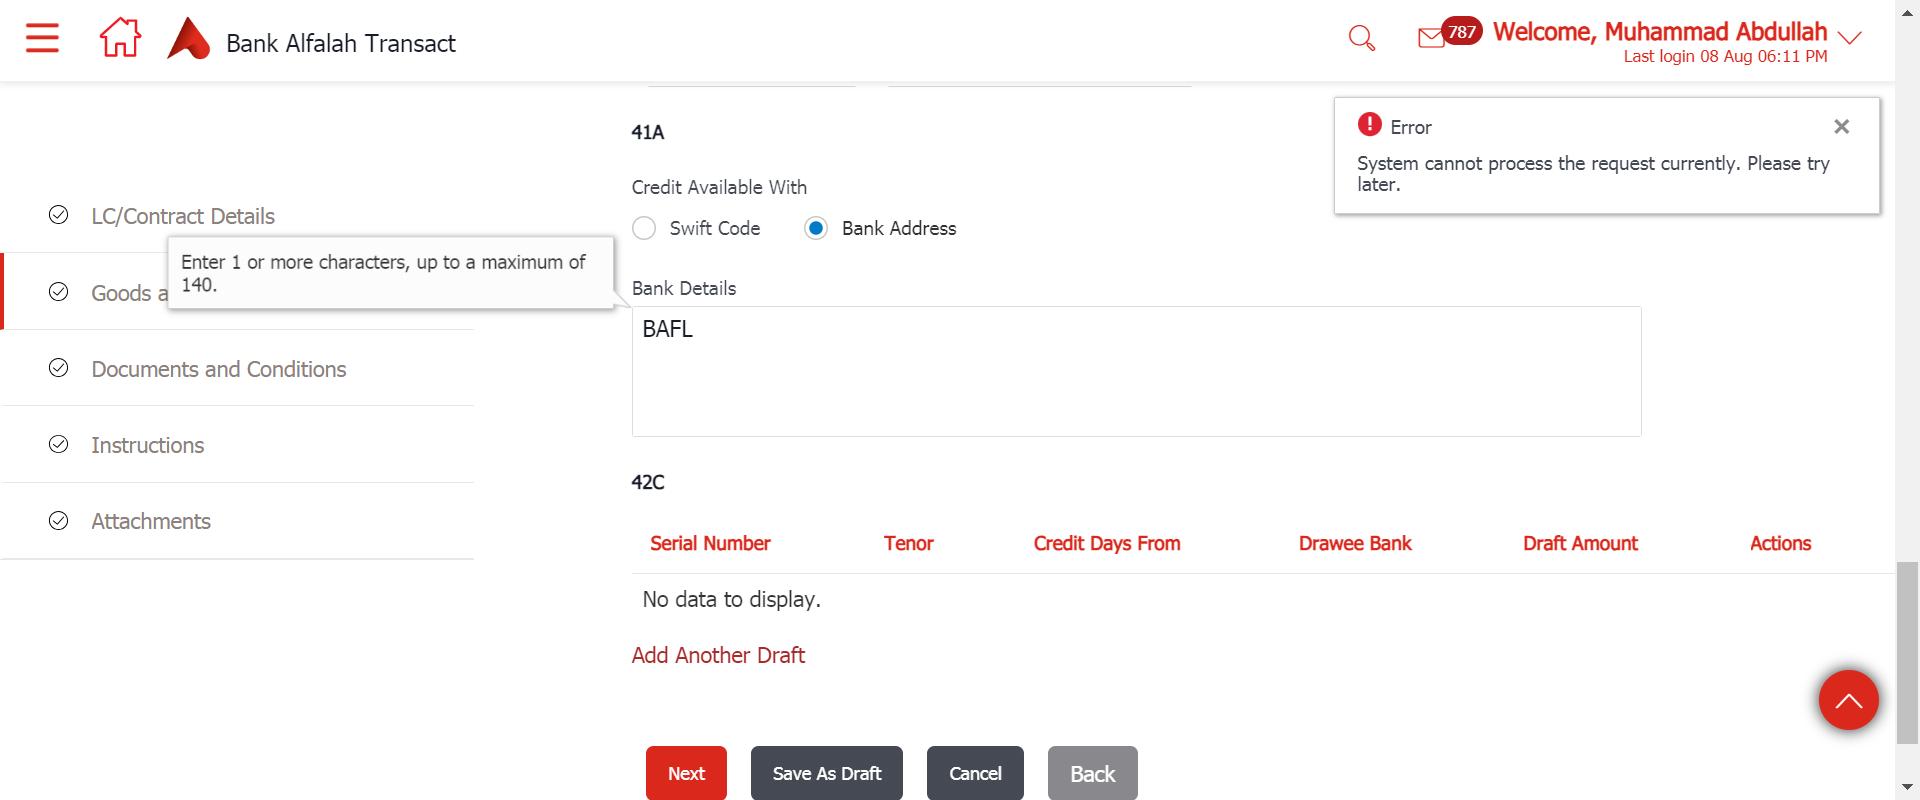 Bank Alfalah Transact
787
Welcome, Muhammad Abdullah
Last login 08 Aug 06:11 PM
Error
System cannot process the request currently. Please try
later.
LC/Contract Details
Goods a
Documents and Conditions
Instructions
Attachments
Enter 1 or more characters, up to a maximum of
140.
41A
Credit Available With
Swift Code
Bank Address
Bank Details
BAFL
42C
Serial Number Tenor Credit Days From Drawee Bank Draft Amount Actions
No data to display.
Add Another Draft
Next Save As Draft Cancel Back